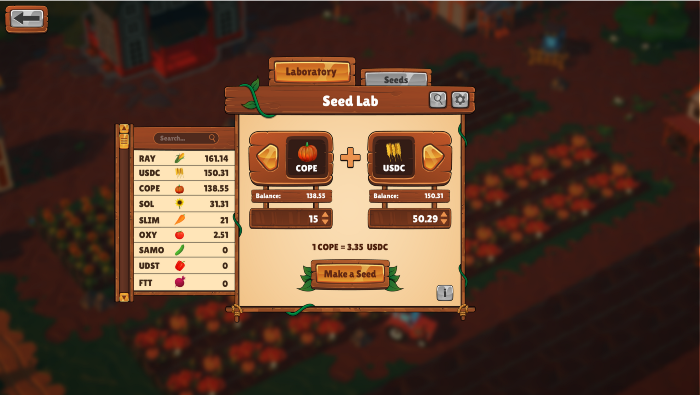 Laboratory
Seeds
Seed Lab
Search...
RAY 161.14
USDC 150.31
COPE 138.55
SOL 31.31
SLIM 21
OXY 2.51
SAMO 0
UDST 0
FTT 0
COPE
USDC
Balance: 138.55
Balance: 150.31
15
50.29
1 COPE = 3.35 USDC
Make a Seed
i